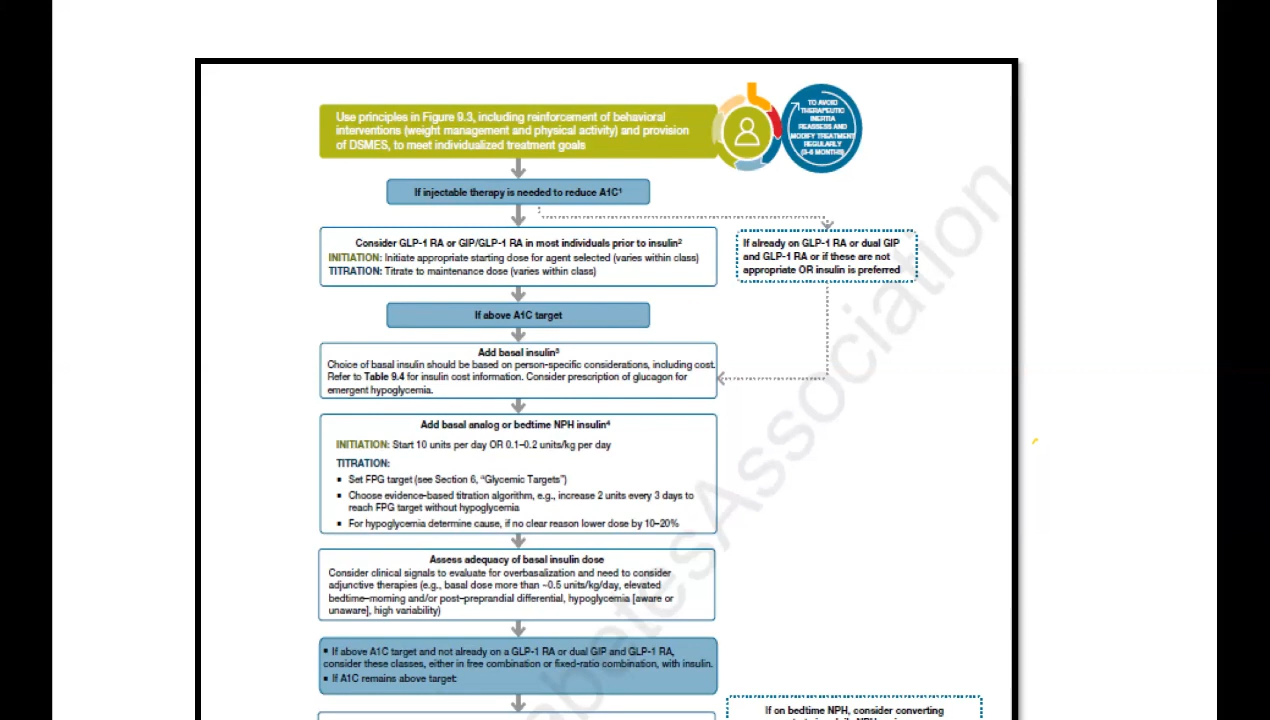 Use principles in Figure 9.3, including reinforcement of behavioral
interventions (weight management and physical activity) and provision
of DSMES, to meet individualized treatment goals
TO AVOID
THERAPEUTIC
INERTIA
REASSESS AND
MODIFY TREATMENT
REGULARLY
(3–6 MONTHS)
If injectable therapy is needed to reduce A1C¹
Consider GLP-1 RA or GIP/GLP-1 RA in most individuals prior to insulin²
INITIATION: Initiate appropriate starting dose for agent selected (varies within class)
TITRATION: Titrate to maintenance dose (varies within class)
If already on GLP-1 RA or dual GIP
and GLP-1 RA or if these are not
appropriate OR insulin is preferred
If above A1C target
Add basal insulin³
Choice of basal insulin should be based on person-specific considerations, including cost.
Refer to Table 9.4 for insulin cost information. Consider prescription of glucagon for
emergent hypoglycemia.
Add basal analog or bedtime NPH insulin⁴
INITIATION: Start 10 units per day OR 0.1–0.2 units/kg per day
TITRATION:
▪ Set FPG target (see Section 6, “Glycemic Targets”)
▪ Choose evidence-based titration algorithm, e.g., increase 2 units every 3 days to
reach FPG target without hypoglycemia
▪ For hypoglycemia determine cause, if no clear reason lower dose by 10–20%
Assess adequacy of basal insulin dose
Consider clinical signals to evaluate for overbasalization and need to consider
adjunctive therapies (e.g., basal dose more than ~0.5 units/kg/day, elevated
bedtime–morning and/or post–preprandial differential, hypoglycemia [aware or
unaware], high variability)
▪ If above A1C target and not already on a GLP-1 RA or dual GIP and GLP-1 RA,
consider these classes, either in free combination or fixed-ratio combination, with insulin.
▪ If A1C remains above target:
If on bedtime NPH, consider converting
abetesAssociation